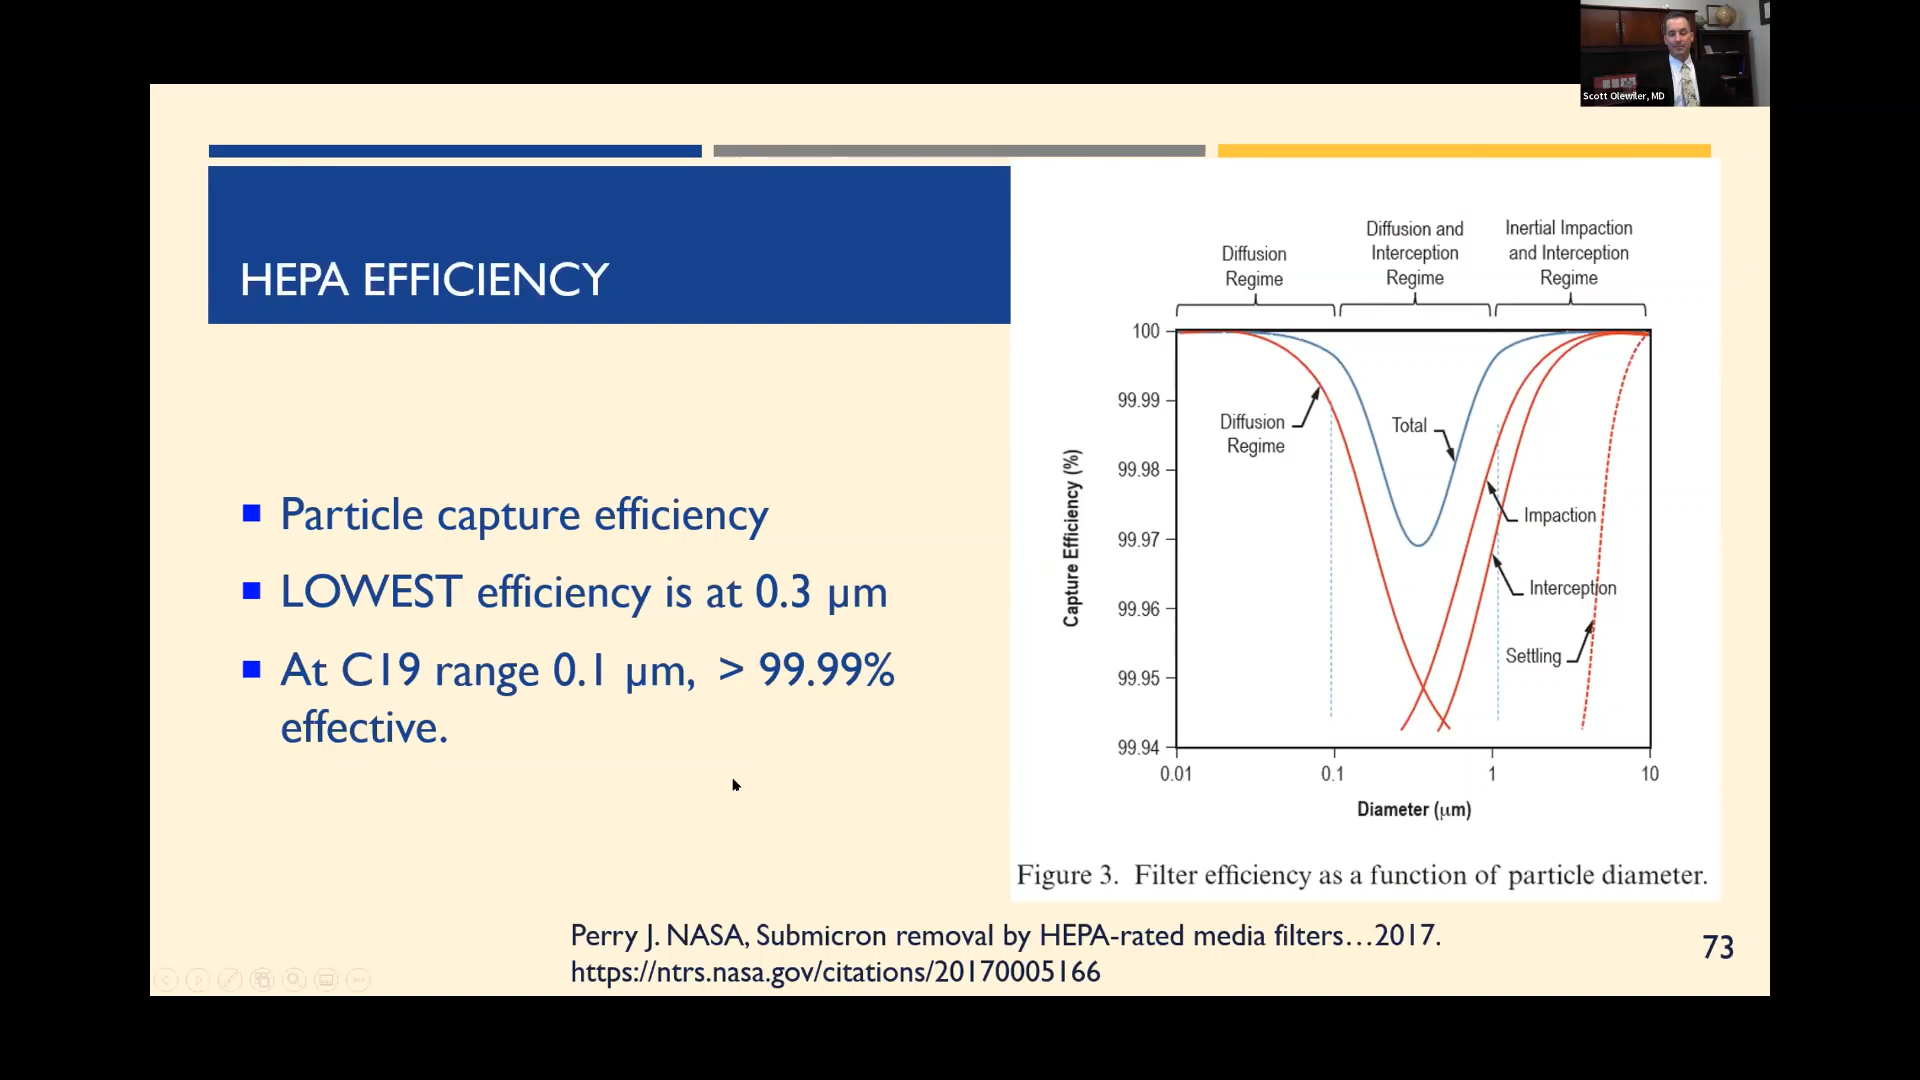 Scott Olewiler, MD
HEPA EFFICIENCY
Particle capture efficiency
LOWEST efficiency is at 0.3 µm
At C19 range 0.1 µm, > 99.99%
effective.
Diffusion
Regime
Diffusion and
Interception
Regime
Inertial Impaction
and Interception
Regime
100
99.99
99.98
99.97
99.96
99.95
99.94
Capture Efficiency (%)
Diffusion
Regime
Total
Impaction
Interception
Settling
0.01
0.1
1
10
Diameter (µm)
Figure 3. Filter efficiency as a function of particle diameter.
Perry J. NASA, Submicron removal by HEPA-rated media filters…2017.
https://ntrs.nasa.gov/citations/20170005166
73